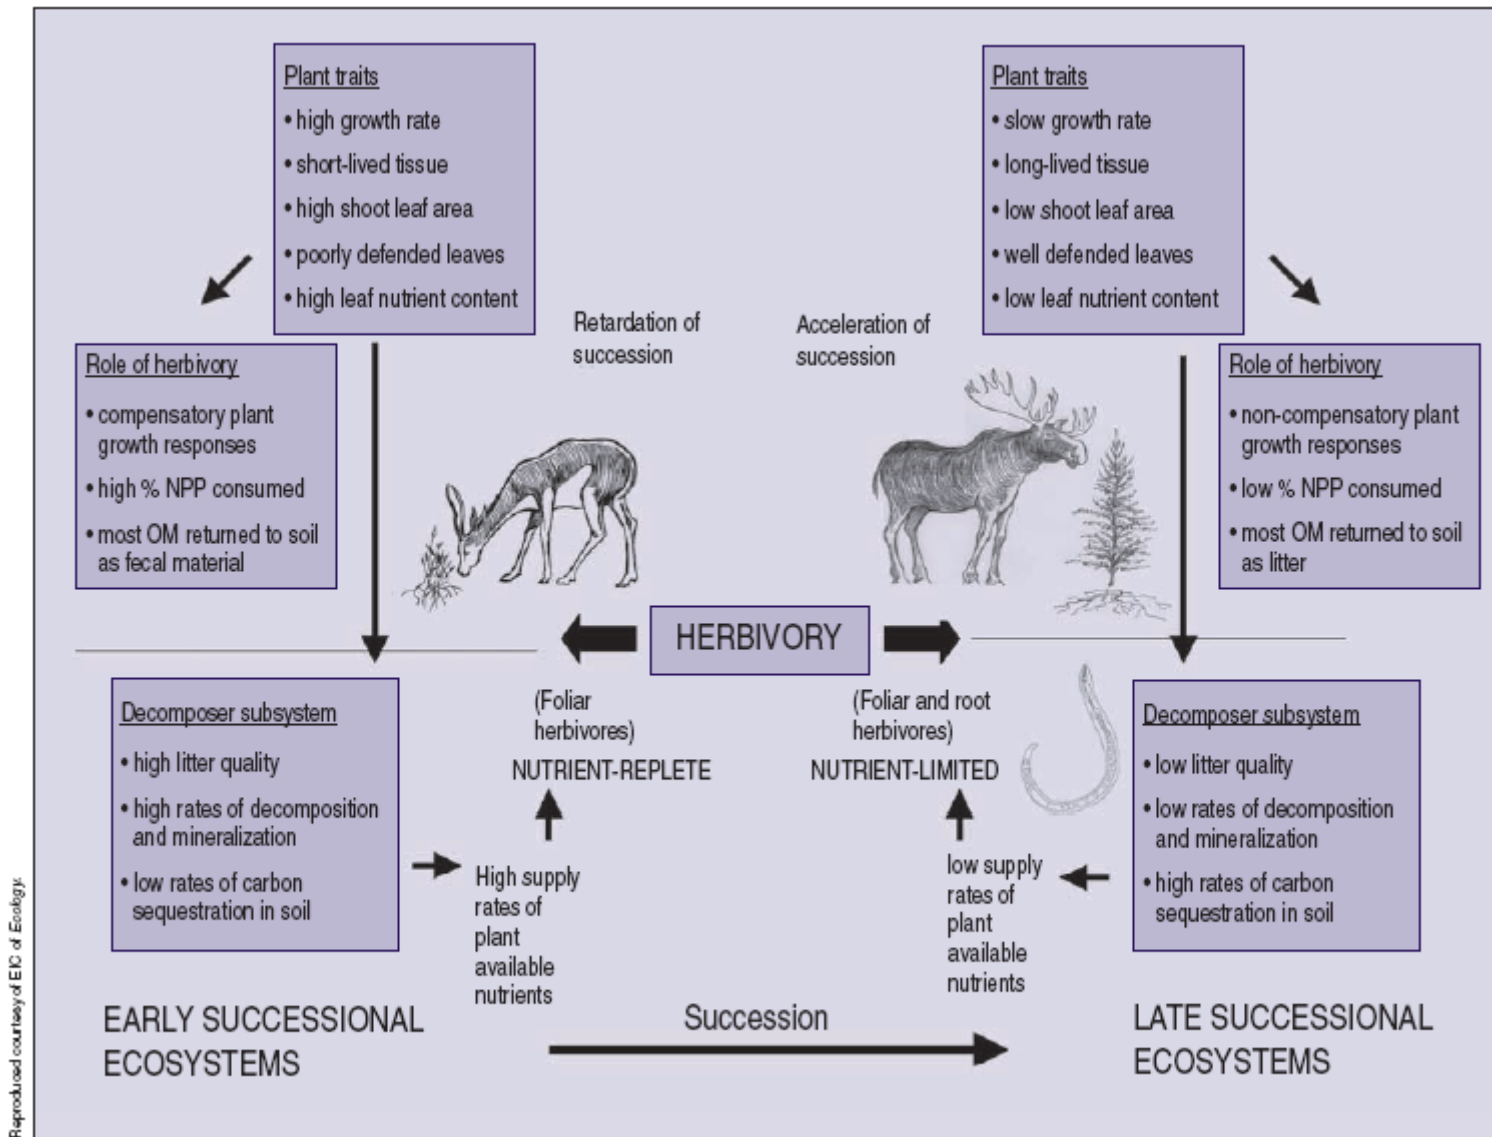 Plant traits
• high growth rate
• short-lived tissue
• high shoot leaf area
• poorly defended leaves
• high leaf nutrient content
Role of herbivory
• compensatory plant
growth responses
• high % NPP consumed
• most OM returned to soil
as fecal material
Retardation of
succession
Acceleration of
succession
Plant traits
• slow growth rate
• long-lived tissue
• low shoot leaf area
• well defended leaves
• low leaf nutrient content
Role of herbivory
• non-compensatory plant
growth responses
• low % NPP consumed
• most OM returned to soil
as litter
HERBIVORY
(Foliar
herbivores)
NUTRIENT-REPLETE
(Foliar and root
herbivores)
NUTRIENT-LIMITED
Decomposer subsystem
• high litter quality
• high rates of decomposition
and mineralization
• low rates of carbon
sequestration in soil
High supply
rates of
plant
available
nutrients
low supply
rates of
plant
available
nutrients
Decomposer subsystem
• low litter quality
• low rates of decomposition
and mineralization
• high rates of carbon
sequestration in soil
EARLY SUCCESSIONAL
ECOSYSTEMS
Succession
LATE SUCCESSIONAL
ECOSYSTEMS
Reproduced courtesy of EIC of Ecology.